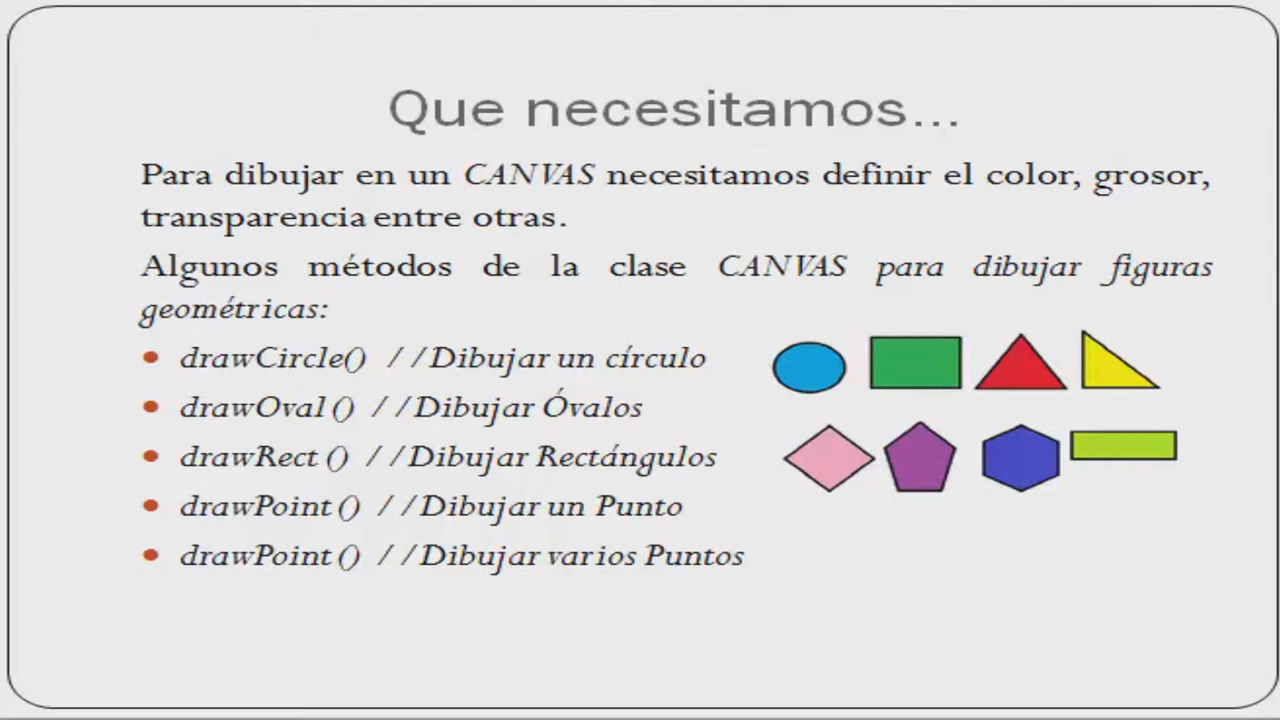 Que necesitamos...
Para dibujar en un CANVAS necesitamos definir el color, grosor,
transparencia entre otras.
Algunos métodos de la clase CANVAS para dibujar figuras
geométricas:
• drawCircle() //Dibujar un círculo
• drawOval () //Dibujar Óvalos
• drawRect () //Dibujar Rectángulos
• drawPoint () //Dibujar un Punto
• drawPoint () //Dibujar varios Puntos